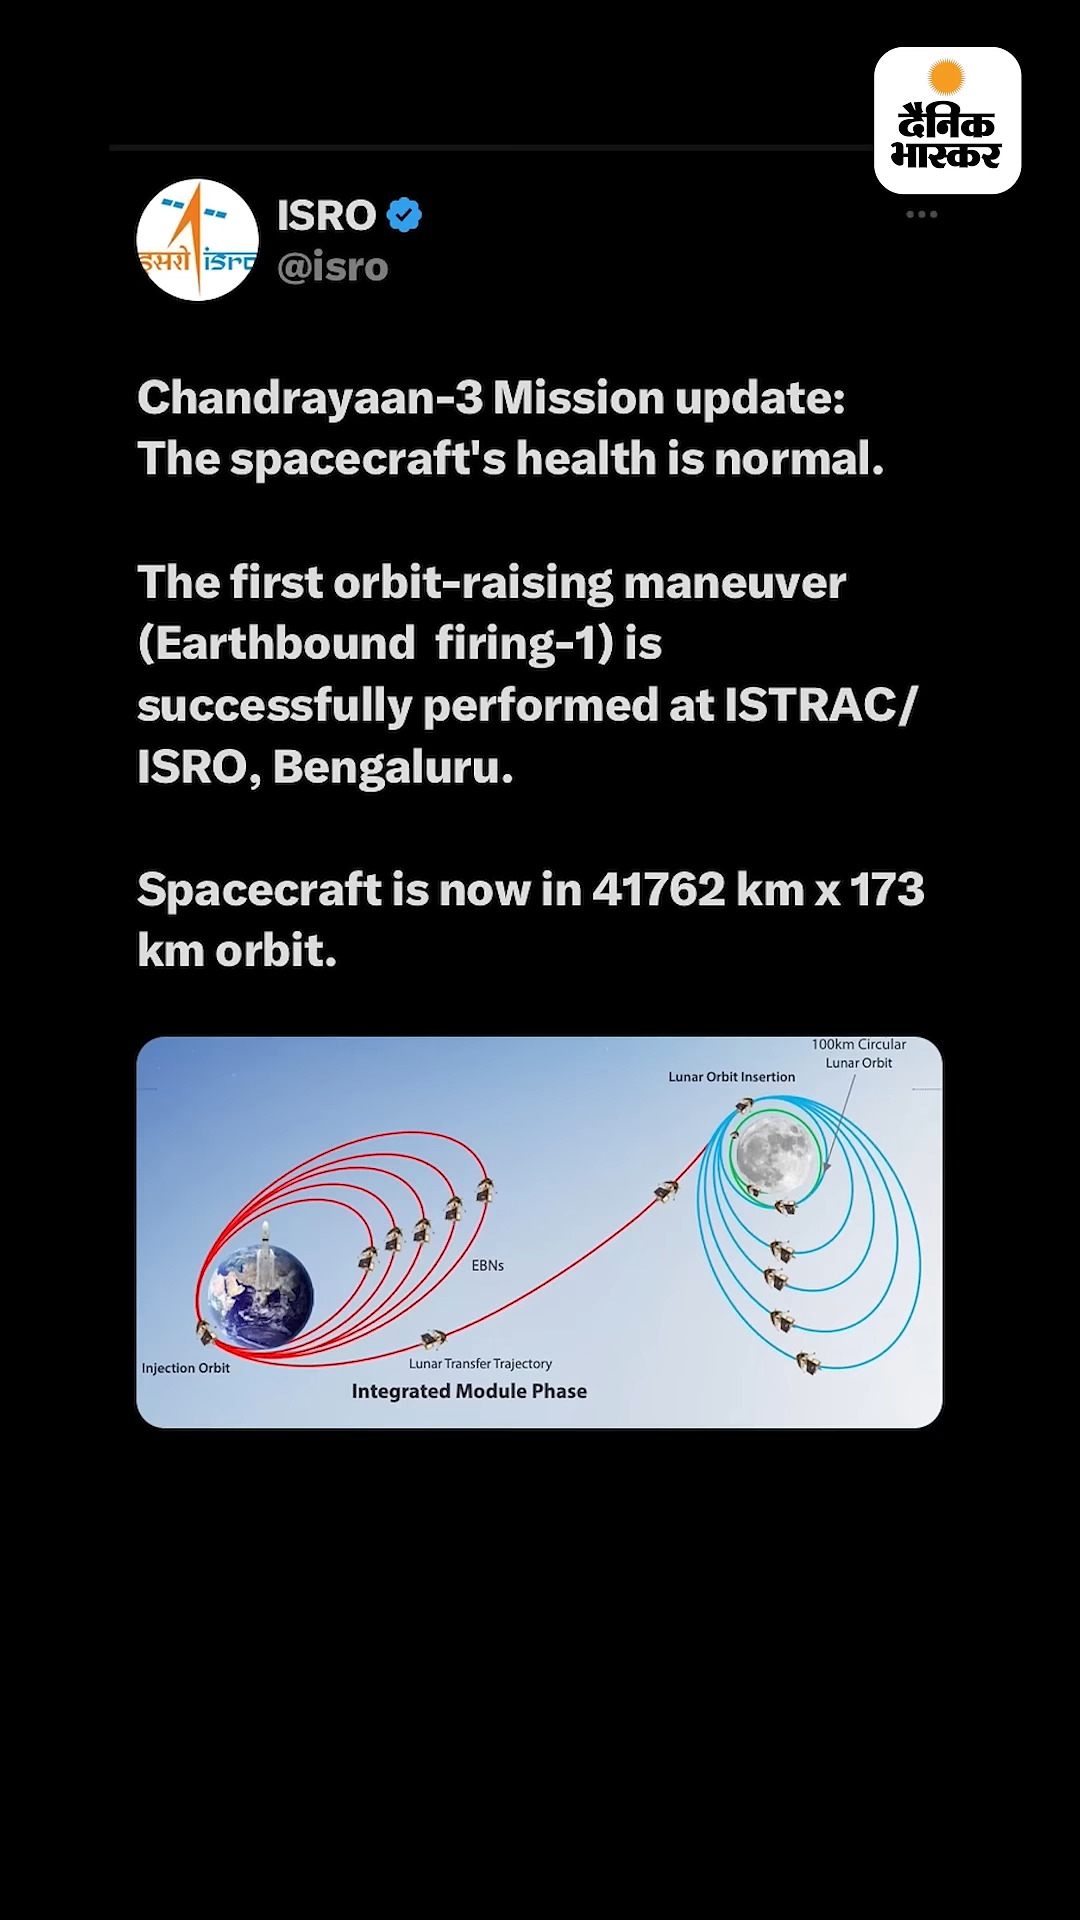 दैनिक
भास्कर
ISRO
@isro
इसरो isro
Chandrayaan-3 Mission update:
The spacecraft's health is normal.
The first orbit-raising maneuver
(Earthbound firing-1) is
successfully performed at ISTRAC/
ISRO, Bengaluru.
Spacecraft is now in 41762 km x 173
km orbit.
100km Circular
Lunar Orbit
Lunar Orbit Insertion
EBNs
Lunar Transfer Trajectory
Injection Orbit
Integrated Module Phase